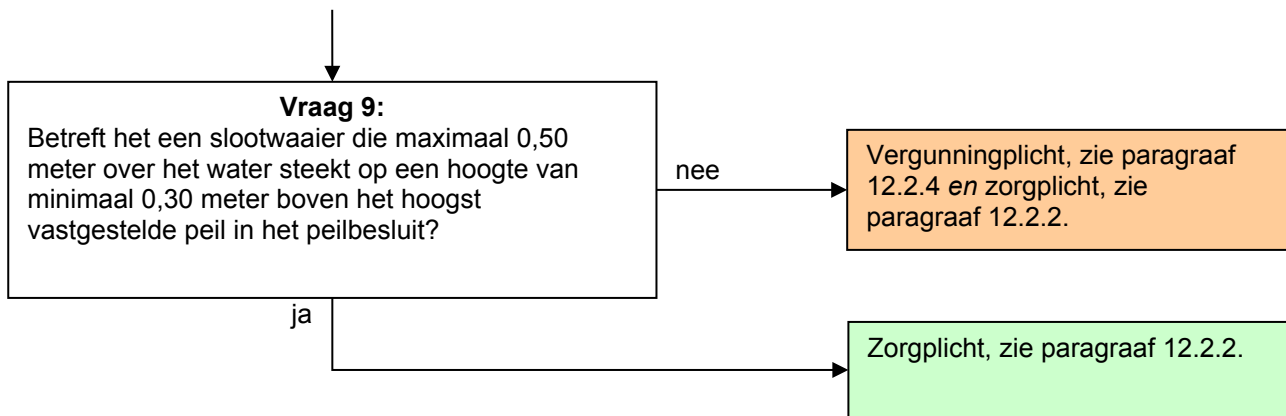 Vraag 9:
Betreft het een slootwaaier die maximaal 0,50
meter over het water steekt op een hoogte van
minimaal 0,30 meter boven het hoogst
vastgestelde peil in het peilbesluit?
nee
Vergunningplicht, zie paragraaf
12.2.4 en zorgplicht, zie
paragraaf 12.2.2.
ja
Zorgplicht, zie paragraaf 12.2.2.